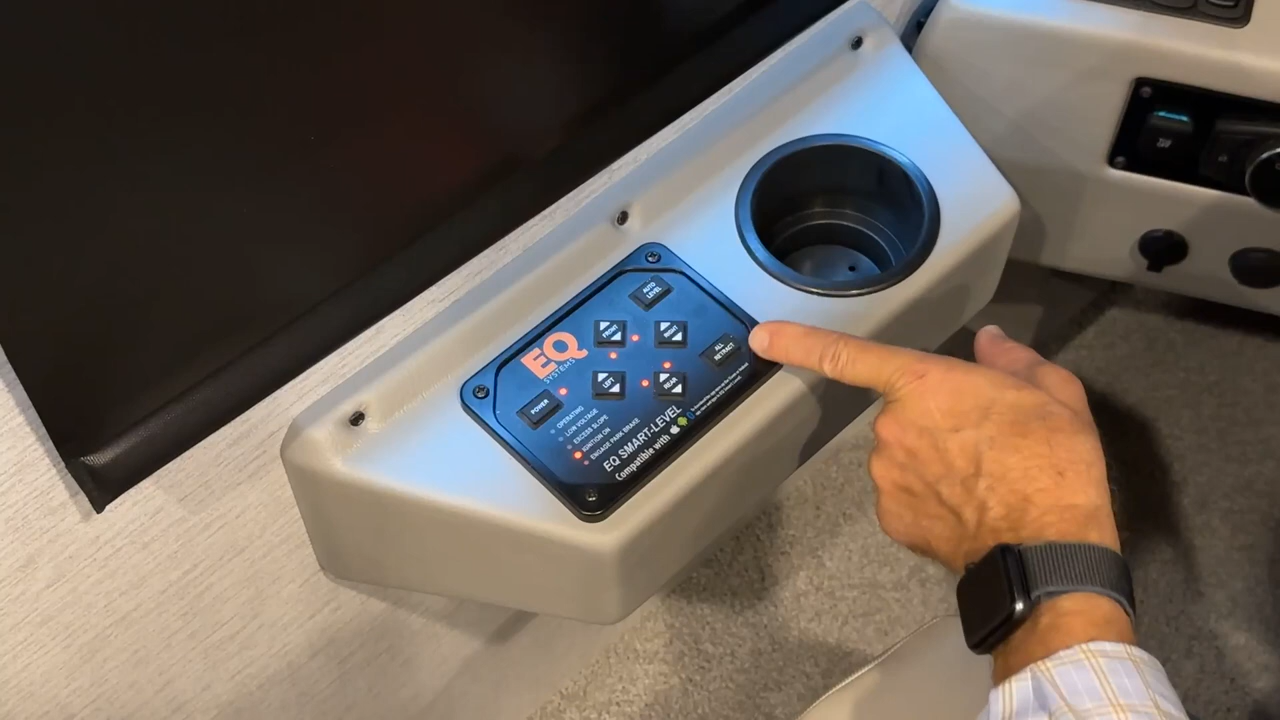 AUTO
LEVEL
FRONT
RIGHT
ALL
RETRACT
EQ
SYSTEMS
LEFT
REAR
POWER
OPERATING
LOW VOLTAGE
EXCESS SLOPE
IGNITION ON
ENGAGE PARK BRAKE
EQ SMART-LEVEL
Compatible with